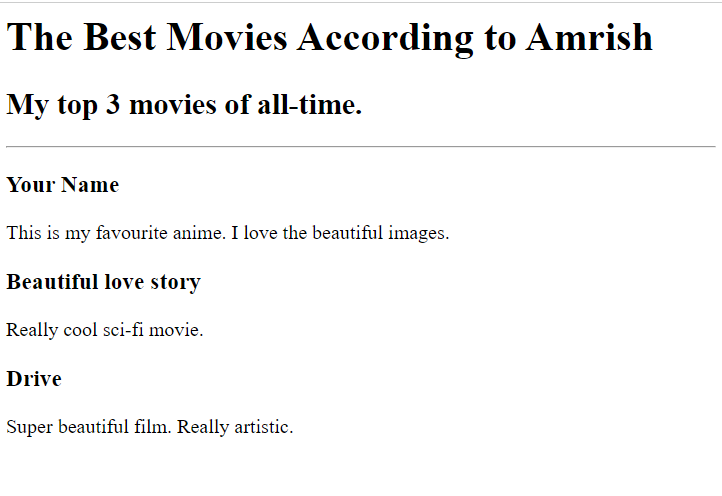 The Best Movies According to Amrish
My top 3 movies of all-time.
Your Name
This is my favourite anime. I love the beautiful images.
Beautiful love story
Really cool sci-fi movie.
Drive
Super beautiful film. Really artistic.